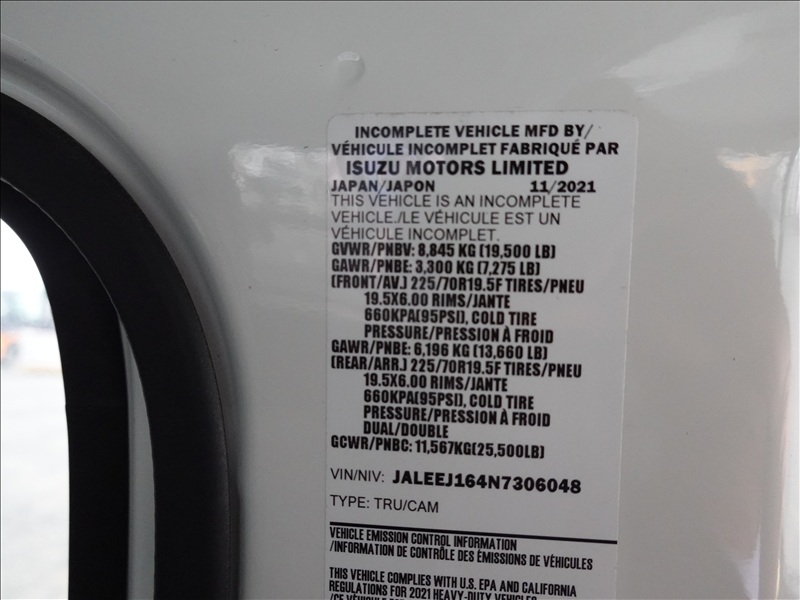 INCOMPLETE VEHICLE MFD BY/
VÉHICULE INCOMPLET FABRIQUÉ PAR
ISUZU MOTORS LIMITED
JAPAN/JAPON 11/2021
THIS VEHICLE IS AN INCOMPLETE
VEHICLE./LE VÉHICULE EST UN
VÉHICULE INCOMPLET.
GVWR/PNBV: 8,845 KG (19,500 LB)
GAWR/PNBE: 3,300 KG (7,275 LB)
(FRONT/AV.) 225/70R19.5F TIRES/PNEU
19.5X6.00 RIMS/JANTE
660KPA(95PSI), COLD TIRE
PRESSURE/PRESSION À FROID
GAWR/PNBE: 6,196 KG (13,660 LB)
(REAR/ARR.) 225/70R19.5F TIRES/PNEU
19.5X6.00 RIMS/JANTE
660KPA(95PSI), COLD TIRE
PRESSURE/PRESSION À FROID
DUAL/DOUBLE
GCWR/PNBC: 11,567KG(25,500LB)
VIN/NIV: JALEEJ164N7306048
TYPE: TRU/CAM
VEHICLE EMISSION CONTROL INFORMATION
/INFORMATION DE CONTRÔLE DES ÉMISSIONS DE VÉHICULES
THIS VEHICLE COMPLIES WITH U.S. EPA AND CALIFORNIA
REGULATIONS FOR 2021 HEAVY-DUTY VEHICLES